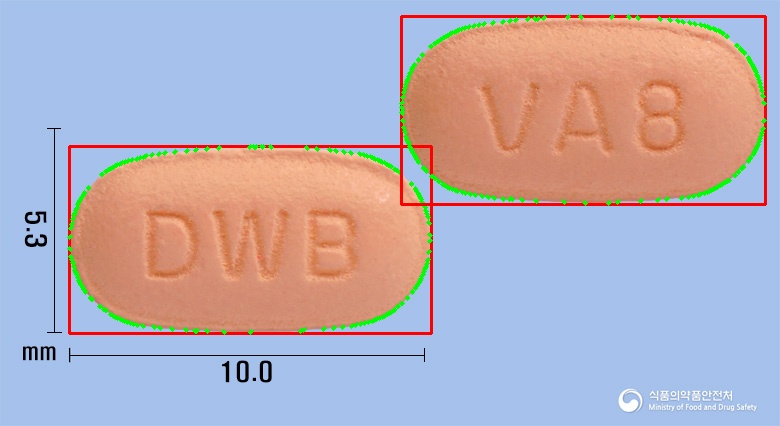 VA8
DWB
5.3
mm
10.0
식품의약품안전처
Ministry of Food and Drug Safety